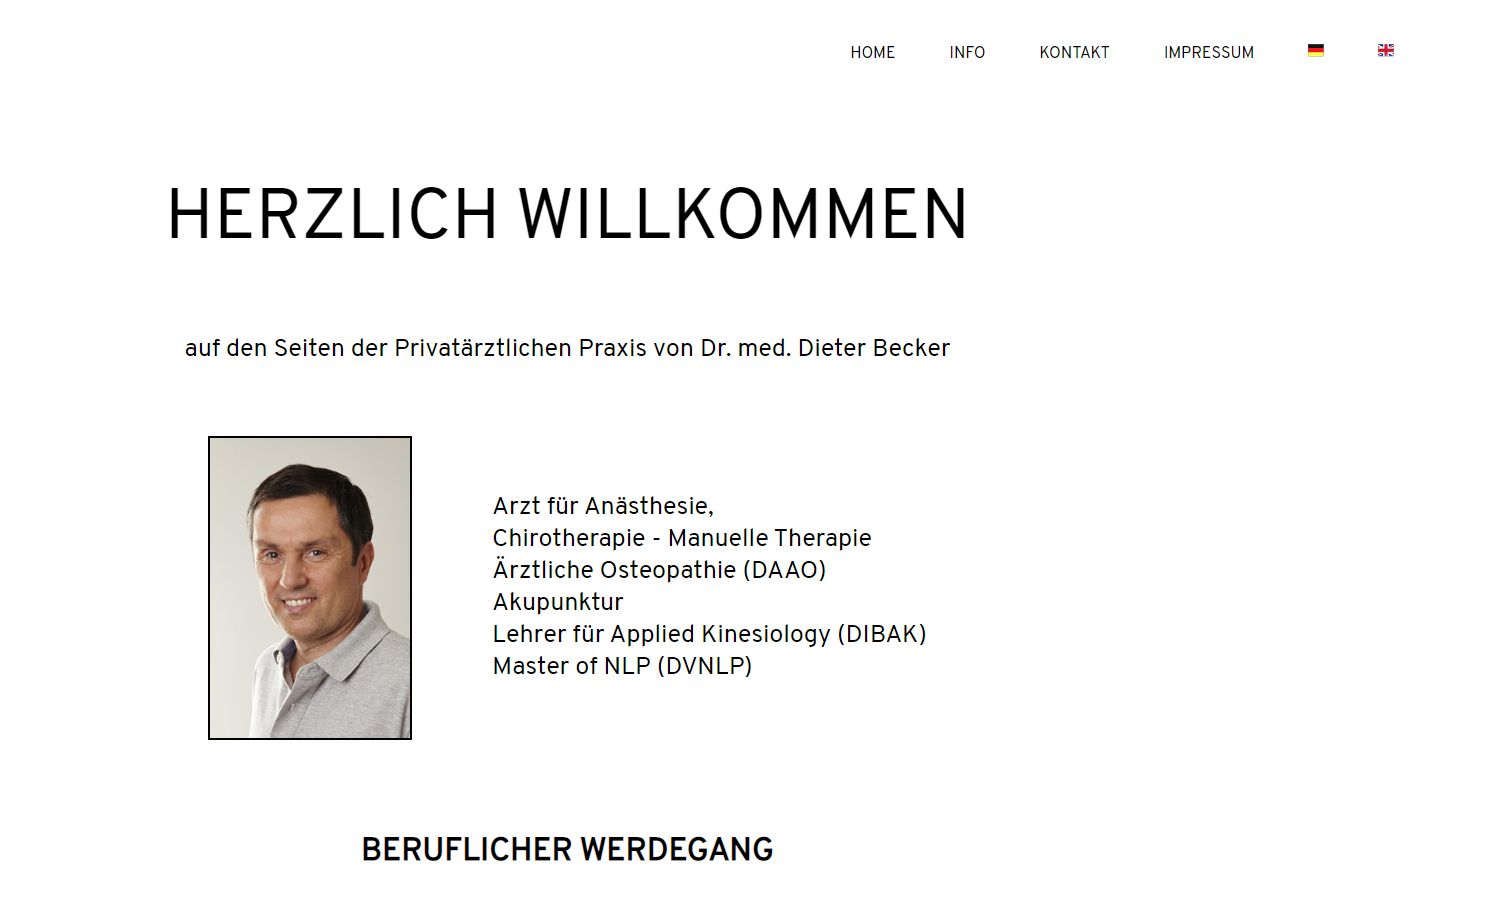 HOME INFO KONTAKT IMPRESSUM
HERZLICH WILLKOMMEN
auf den Seiten der Privatärztlichen Praxis von Dr. med. Dieter Becker
Arzt für Anästhesie,
Chirotherapie - Manuelle Therapie
Ärztliche Osteopathie (DAAO)
Akupunktur
Lehrer für Applied Kinesiology (DIBAK)
Master of NLP (DVNLP)
BERUFLICHER WERDEGANG